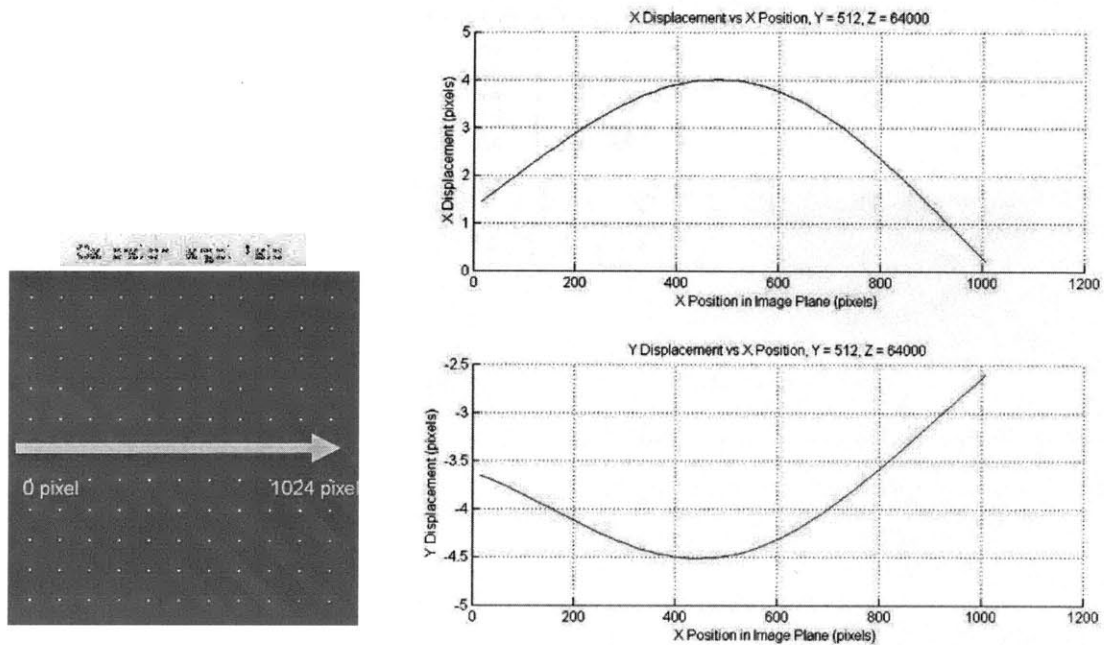 X Displacement vs X Position, Y = 512, Z = 64000
5
4
3
2
1
0
X Displacement (pixels)
0 200 400 600 800 1000 1200
X Position in Image Plane (pixels)
0 pixel 1024 pixel
Y Displacement vs X Position, Y = 512, Z = 64000
-2.5
-3
-3.5
-4
-4.5
-5
Y Displacement (pixels)
0 200 400 600 800 1000 1200
X Position in Image Plane (pixels)